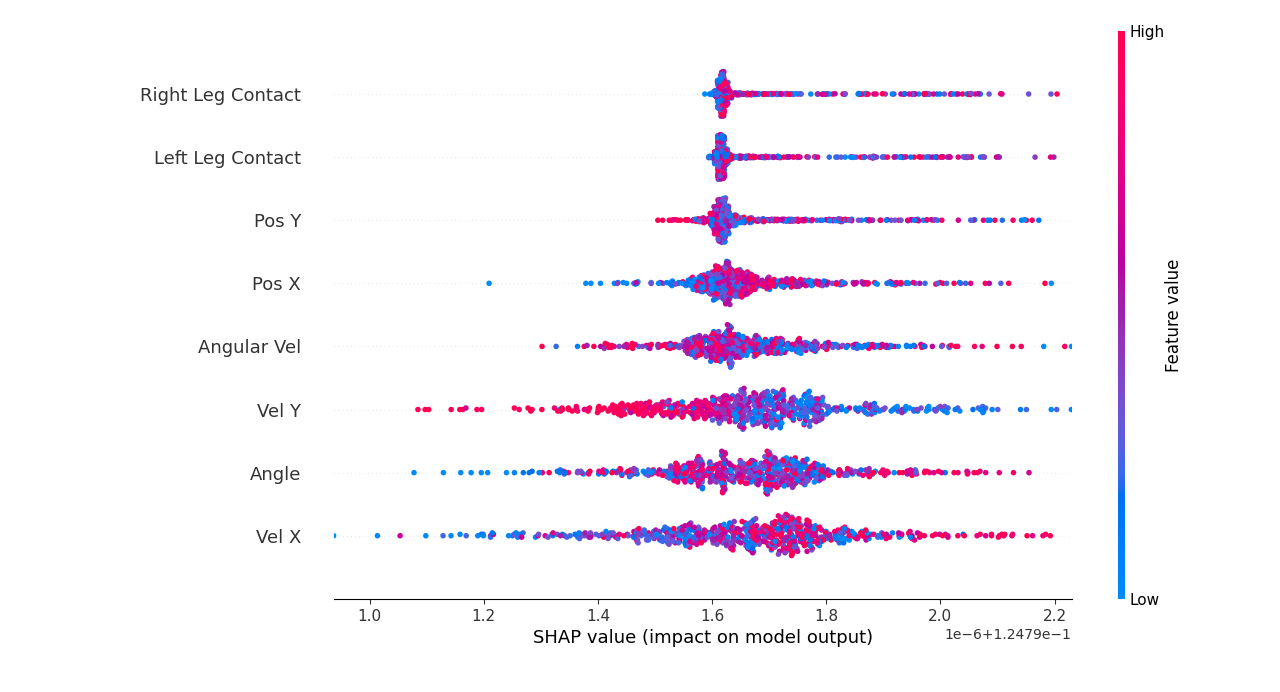 High
Right Leg Contact
Left Leg Contact
Pos Y
Pos X
Angular Vel
Vel Y
Angle
Vel X
Feature value
Low
1.0 1.2 1.4 1.6 1.8 2.0 2.2
SHAP value (impact on model output)
1e−6+1.2479e−1